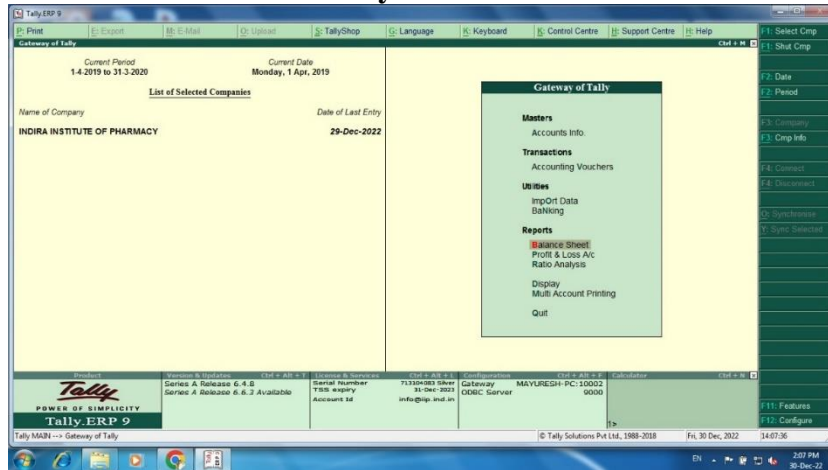 Tally.ERP 9
P: Print E: Export M: E-Mail O: Upload S: TallyShop G: Language K: Keyboard K: Control Centre H: Support Centre H: Help
F1: Select Cmp
Gateway of Tally Ctrl + M
F1: Shut Cmp
Current Period Current Date
1-4-2019 to 31-3-2020 Monday, 1 Apr, 2019
F2: Date
List of Selected Companies
Gateway of Tally
F2: Period
Name of Company Date of Last Entry
Masters
F3: Company
INDIRA INSTITUTE OF PHARMACY 29-Dec-2022
Accounts Info.
F3: Cmp Info
Transactions
Accounting Vouchers
F4: Connect
Utilities
F4: Disconnect
ImpOrt Data
BaNking
O: Synchronise
Reports
Y: Sync Selected
Balance Sheet
Profit & Loss A/c
Ratio Analysis
Display
Multi Account Printing
Quit
Product Version & Updates Ctrl + Alt + T License & Services Ctrl + Alt + L Configuration Ctrl + Alt + F Calculator Ctrl + N
Tally
POWER OF SIMPLICITY
Tally.ERP 9
Series A Release 6.4.8
Series A Release 6.6.3 Available
Serial Number 713104083 Silver
TSS expiry 31-Dec-2023
Account Id info@iip.ind.in
Gateway MAYURESH-PC:10002
ODBC Server 9000
1>
F11: Features
F12: Configure
Tally MAIN --> Gateway of Tally © Tally Solutions Pvt Ltd., 1988-2018 Fri, 30 Dec, 2022 14:07:36
EN 2:07 PM
30-Dec-22